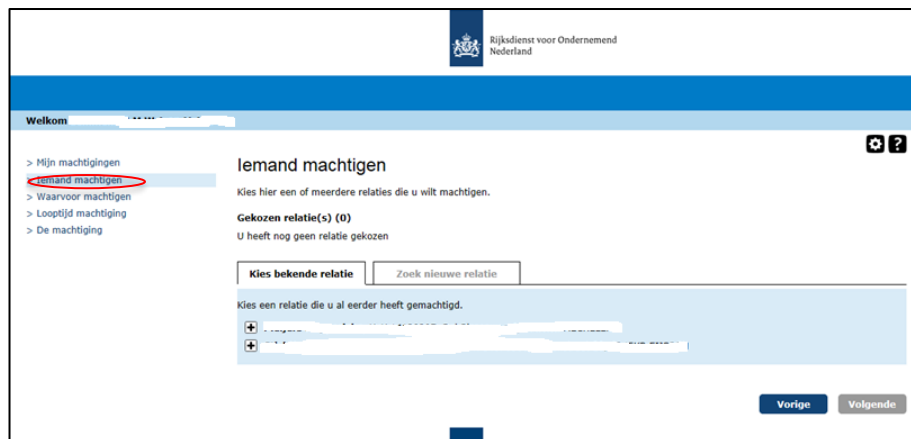 Rijksdienst voor Ondernemend
Nederland
Welkom
> Mijn machtigingen
> Iemand machtigen
> Waarvoor machtigen
> Looptijd machtiging
> De machtiging
Iemand machtigen
Kies hier een of meerdere relaties die u wilt machtigen.
Gekozen relatie(s) (0)
U heeft nog geen relatie gekozen
Kies bekende relatie
Zoek nieuwe relatie
Kies een relatie die u al eerder heeft gemachtigd.
Vorige
Volgende